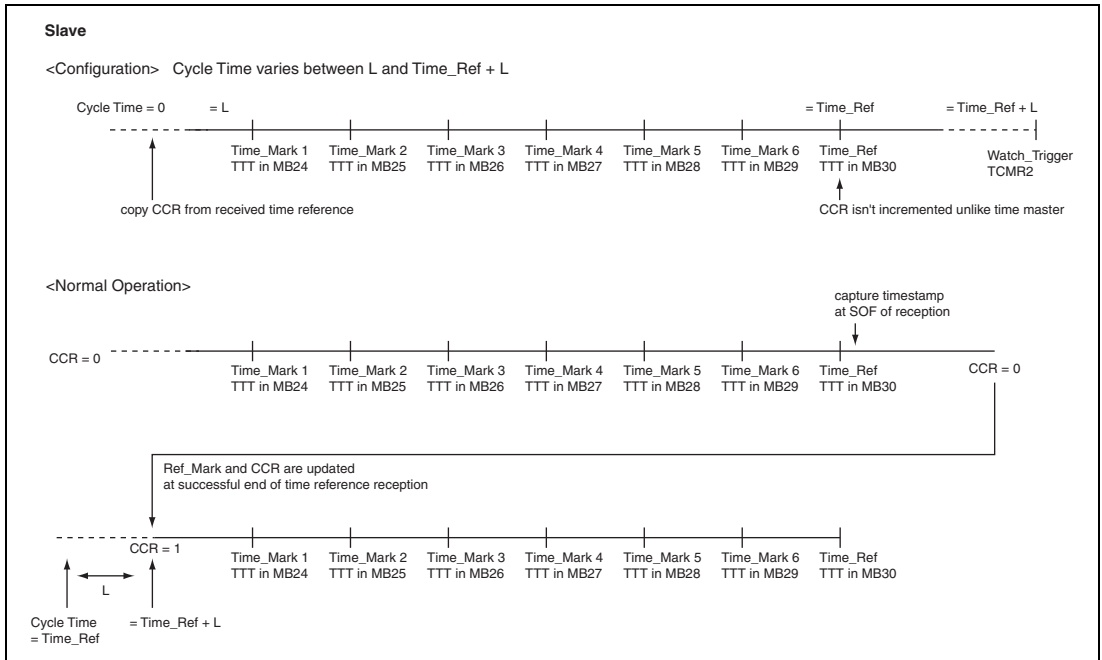 Slave
<Configuration> Cycle Time varies between L and Time_Ref + L
Cycle Time = 0 = L = Time_Ref = Time_Ref + L
Time_Mark 1 Time_Mark 2 Time_Mark 3 Time_Mark 4 Time_Mark 5 Time_Mark 6 Time_Ref
TTT in MB24 TTT in MB25 TTT in MB26 TTT in MB27 TTT in MB28 TTT in MB29 TTT in MB30
Watch_Trigger
TCMR2
copy CCR from received time reference
CCR isn't incremented unlike time master
<Normal Operation>
capture timestamp
at SOF of reception
CCR = 0
Time_Mark 1 Time_Mark 2 Time_Mark 3 Time_Mark 4 Time_Mark 5 Time_Mark 6 Time_Ref
TTT in MB24 TTT in MB25 TTT in MB26 TTT in MB27 TTT in MB28 TTT in MB29 TTT in MB30
CCR = 0
Ref_Mark and CCR are updated
at successful end of time reference reception
CCR = 1
Time_Mark 1 Time_Mark 2 Time_Mark 3 Time_Mark 4 Time_Mark 5 Time_Mark 6 Time_Ref
TTT in MB24 TTT in MB25 TTT in MB26 TTT in MB27 TTT in MB28 TTT in MB29 TTT in MB30
L
Cycle Time
= Time_Ref
= Time_Ref + L